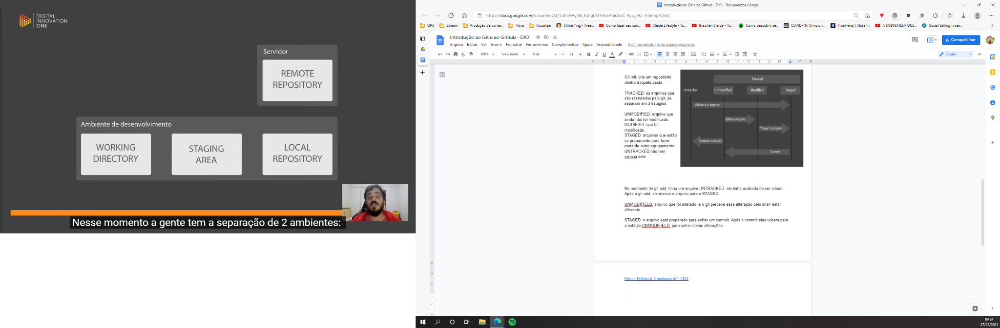 DIGITAL
INNOVATION
ONE
Servidor
REMOTE
REPOSITORY
Ambiente de desenvolvimento
WORKING
DIRECTORY
STAGING
AREA
LOCAL
REPOSITORY
Nesse momento a gente tem a separação de 2 ambientes:
Introdução ao Git e ao Github - DIO - Documentos Google
QPC
Stream
Produção de conte...
Alura
Visualizar
Chloe Ting - Free...
Como fazer seu can...
Cleide Lifestyle - Yo...
Brazilian Cleide - Yo...
Como descobrir se...
COVID-19: Omicron...
Front-end | Alura -...
A SOBREMESA QUE...
Social Selling Index...
Introdução ao Git e ao Github - DIO
Arquivo Editar Ver Inserir Formatar Ferramentas Complementos Ajuda Acessibilidade
A última edição foi há alguns segundos
Compartilhar
100%
Texto norm...
Arial
11
Edição
Git Init, cria um repositório
dentro daquela pasta.
TRACKED: os arquivos que
são rastreados pelo git, se
separam em 3 estágios.
UNMODIFIED: arquivo que
ainda não foi modificado.
MODIFIED: que foi
modificado.
STAGED: arquivos que estão
se preparando para fazer
parte de outro agrupamento.
UNTRACKED:não tem
ciencia dele
Tracked
Untracked
Unmodified
Modified
Staged
Adiciona o arquivo
Edita o arquivo
"Stage" o arquivo
Remove o arquivo
Commit
No momento do git add, tinha um arquivo UNTRACKED, ele tinha acabado de ser criado.
Após o git add, ele moveu o arquivo para o STAGED.
UNMODIFIELD: arquivo que foi alterado, e o git percebe essa alteração pelo sha1 estar
diferente
STAGED: o arquivo está preparado para sofrer um commit. Após o commit eles voltam para
o estágio UNMODIFIELD, para sofrer novas alterações.
Eduzz Fullstack Developer #2 - DIO
09:24
27/12/2021